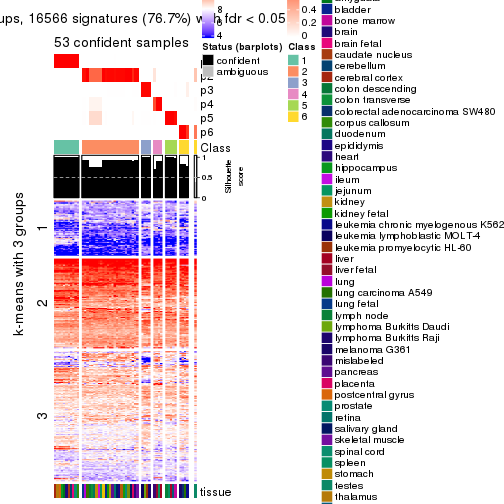 ups, 16566 signatures (76.7%) with fdr < 0.05
53 confident samples
p2
p3
p4
p5
p6
Class
1
0.5
0
Silhouette
score
k-means with 3 groups
1
2
3
tissue
8
6
4
Status (barplots)
confident
ambiguous
0.4
0.2
0
Class
1
2
3
4
5
6
bladder
bone marrow
brain
brain fetal
caudate nucleus
cerebellum
cerebral cortex
colon descending
colon transverse
colorectal adenocarcinoma SW480
corpus callosum
duodenum
epididymis
heart
hippocampus
ileum
jejunum
kidney
kidney fetal
leukemia chronic myelogenous K562
leukemia lymphoblastic MOLT-4
leukemia promyelocytic HL-60
liver
liver fetal
lung
lung carcinoma A549
lung fetal
lymph node
lymphoma Burkitts Daudi
lymphoma Burkitts Raji
melanoma G361
mislabeled
pancreas
placenta
postcentral gyrus
prostate
retina
salivary gland
skeletal muscle
spinal cord
spleen
stomach
testes
thalamus